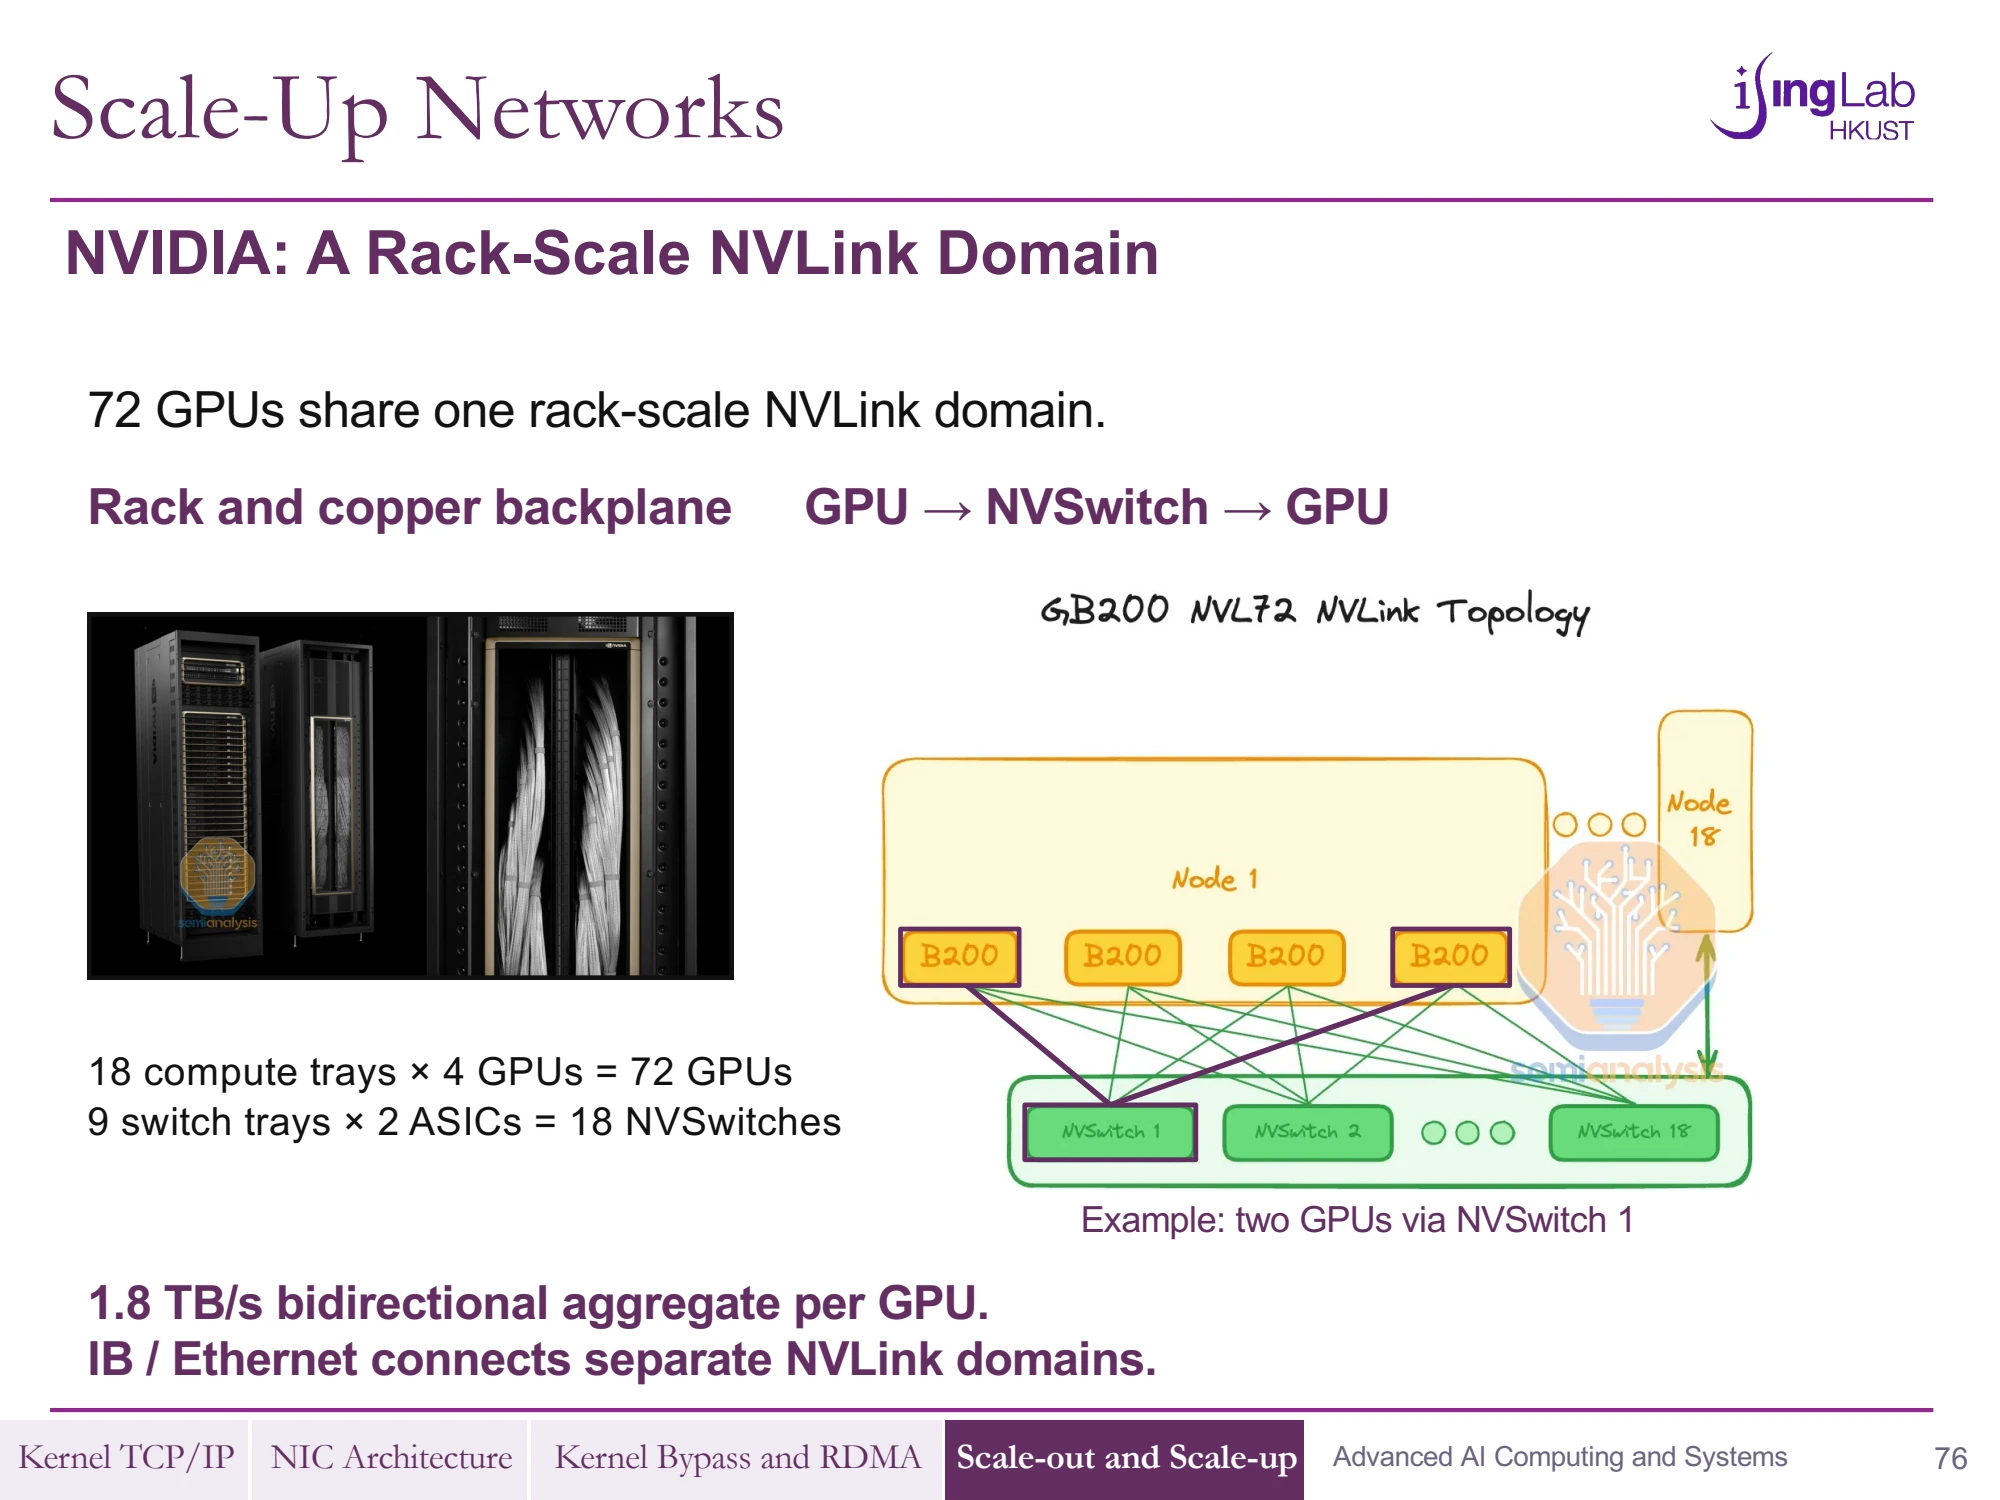 Scale-Up Networks
isingLab
HKUST
NVIDIA: A Rack-Scale NVLink Domain
72 GPUs share one rack-scale NVLink domain.
Rack and copper backplane
GPU → NVSwitch → GPU
GB200 NVL72 NVLink Topology
NVIDIA
semianalysis
Node 1
Node
18
B200
B200
B200
B200
semianalysis
NVSwitch 1
NVSwitch 2
NVSwitch 18
Example: two GPUs via NVSwitch 1
18 compute trays × 4 GPUs = 72 GPUs
9 switch trays × 2 ASICs = 18 NVSwitches
1.8 TB/s bidirectional aggregate per GPU.
IB / Ethernet connects separate NVLink domains.
Kernel TCP/IP
NIC Architecture
Kernel Bypass and RDMA
Scale-out and Scale-up
Advanced AI Computing and Systems
76